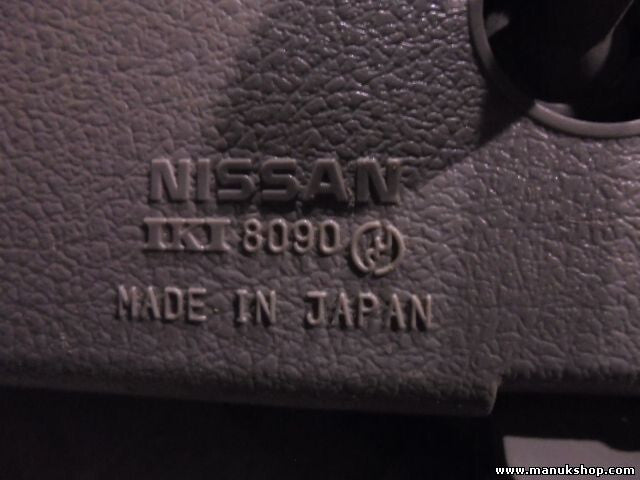 NISSAN
IKI 8090
MADE IN JAPAN
www.manukshop.com